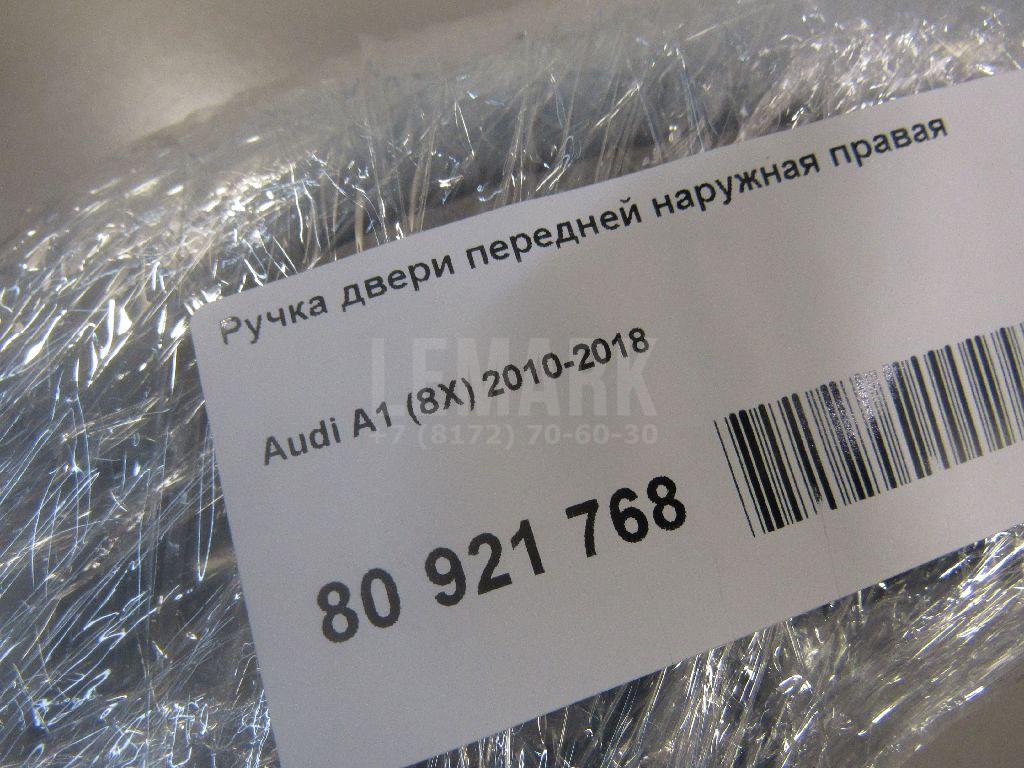 Ручка двери передней наружная правая
Audi A1 (8X) 2010-2018
LEMARK
+7 (8172) 70-60-30
80 921 768